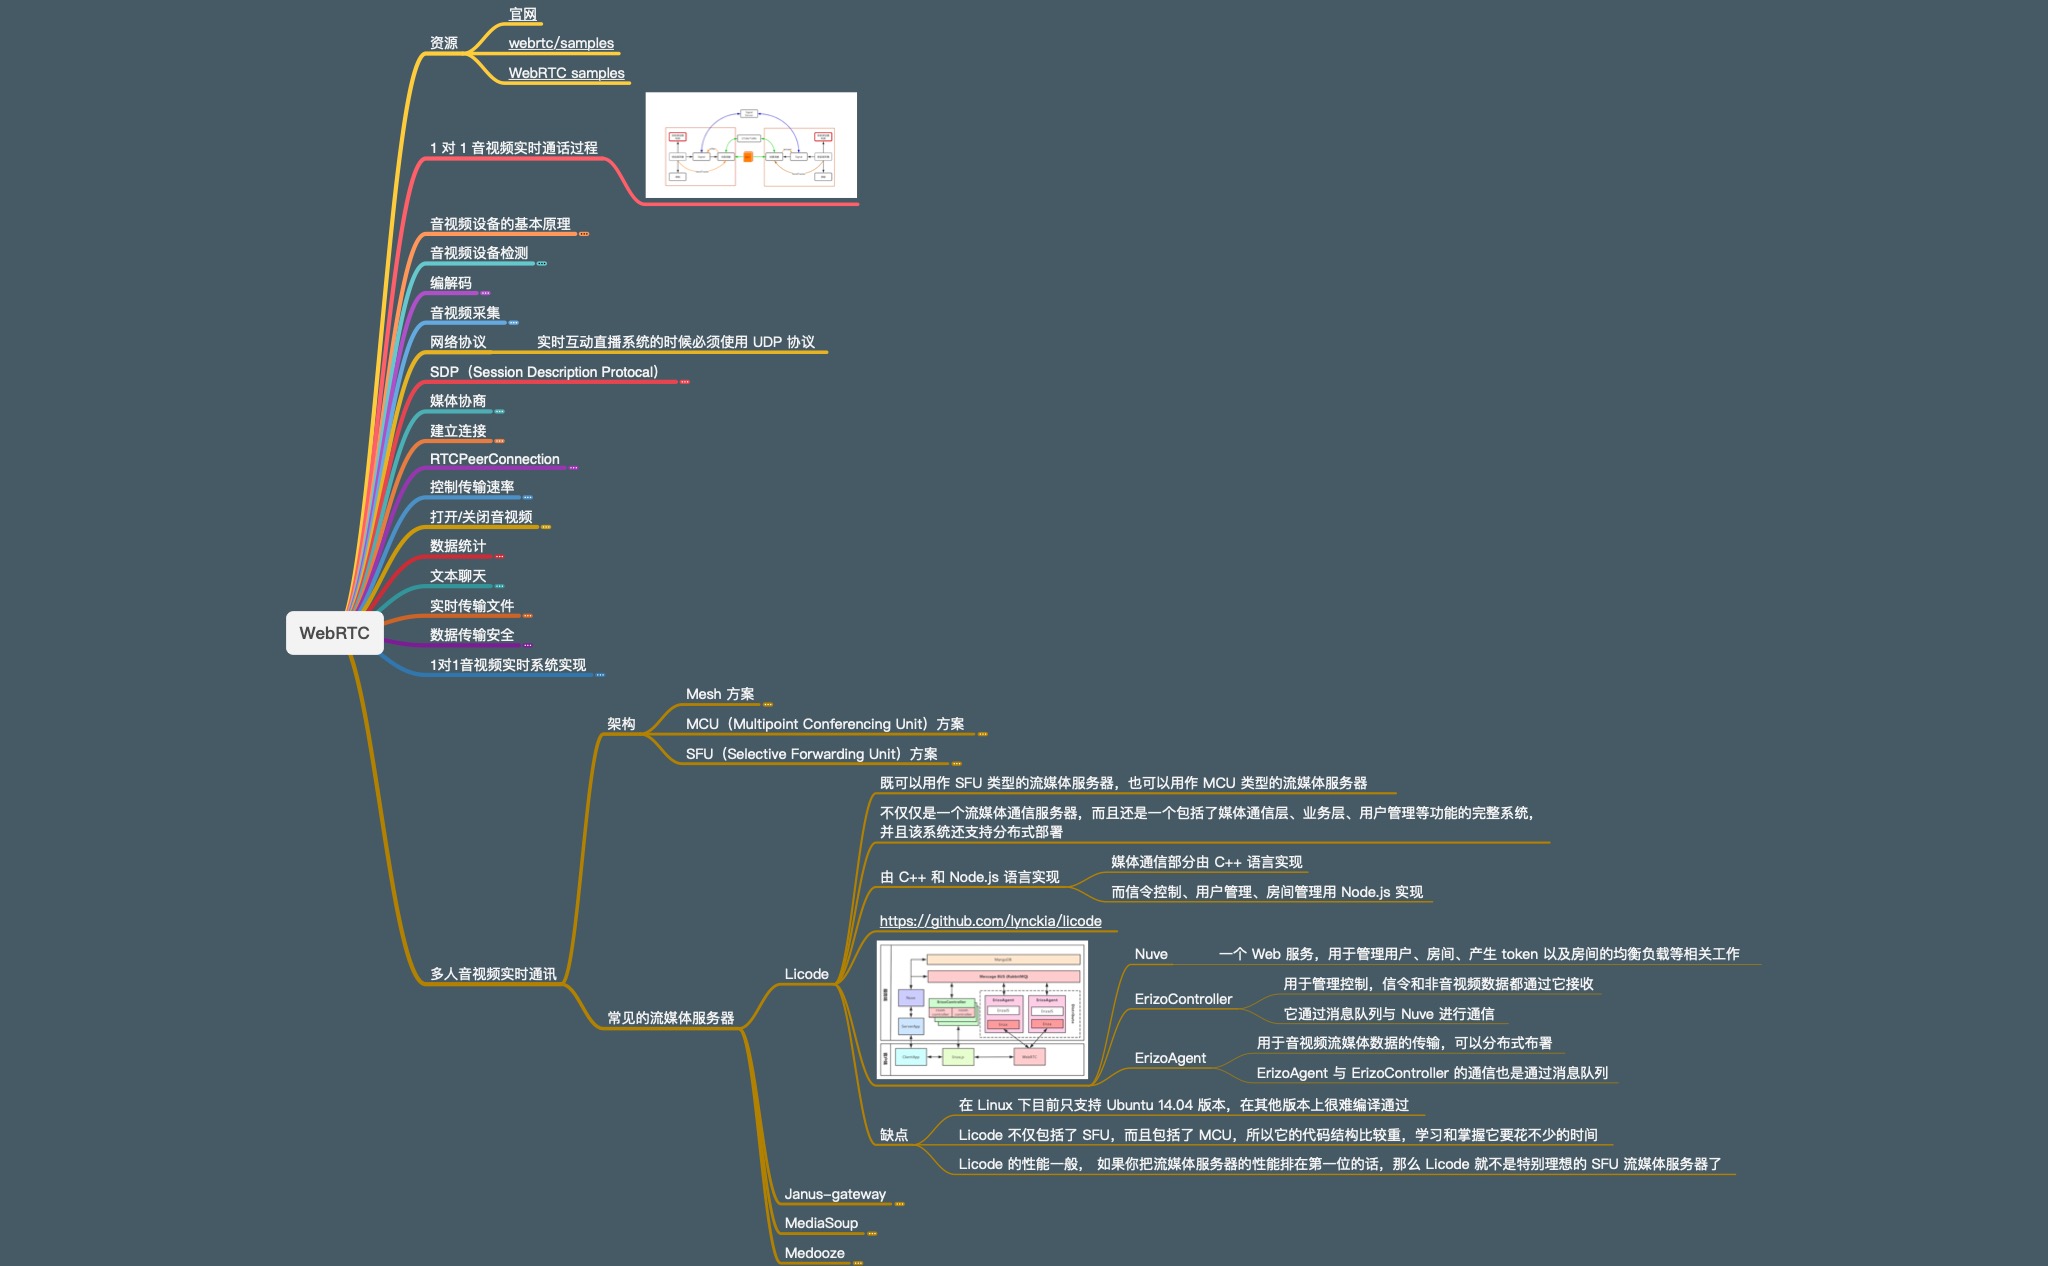 官网
资源
webrtc/samples
WebRTC samples
1 对 1 音视频实时通话过程
音视频设备的基本原理
音视频设备检测
编解码
音视频采集
网络协议
实时互动直播系统的时候必须使用 UDP 协议
SDP（Session Description Protocal）
媒体协商
建立连接
RTCPeerConnection
控制传输速率
打开/关闭音视频
数据统计
文本聊天
实时传输文件
WebRTC
数据传输安全
1对1音视频实时系统实现
多人音视频实时通讯
架构
Mesh 方案
MCU（Multipoint Conferencing Unit）方案
SFU（Selective Forwarding Unit）方案
常见的流媒体服务器
Licode
既可以用作 SFU 类型的流媒体服务器，也可以用作 MCU 类型的流媒体服务器
不仅仅是一个流媒体通信服务器，而且还是一个包括了媒体通信层、业务层、用户管理等功能的完整系统，
并且该系统还支持分布式部署
由 C++ 和 Node.js 语言实现
媒体通信部分由 C++ 语言实现
而信令控制、用户管理、房间管理用 Node.js 实现
https://github.com/lynckia/licode
MongoDB
Message BUS (RabbitMQ)
Nuve
ErizoController
ErizoAgent
ErizoAgent
ErizoJS
ErizoJS
ServerApp
ClientApp
WebRTC
Nuve
一个 Web 服务，用于管理用户、房间、产生 token 以及房间的均衡负载等相关工作
ErizoController
用于管理控制，信令和非音视频数据都通过它接收
它通过消息队列与 Nuve 进行通信
ErizoAgent
用于音视频流媒体数据的传输，可以分布式布署
ErizoAgent 与 ErizoController 的通信也是通过消息队列
缺点
在 Linux 下目前只支持 Ubuntu 14.04 版本，在其他版本上很难编译通过
Licode 不仅包括了 SFU，而且包括了 MCU，所以它的代码结构比较重，学习和掌握它要花不少的时间
Licode 的性能一般， 如果你把流媒体服务器的性能排在第一位的话，那么 Licode 就不是特别理想的 SFU 流媒体服务器了
Janus-gateway
MediaSoup
Medooze